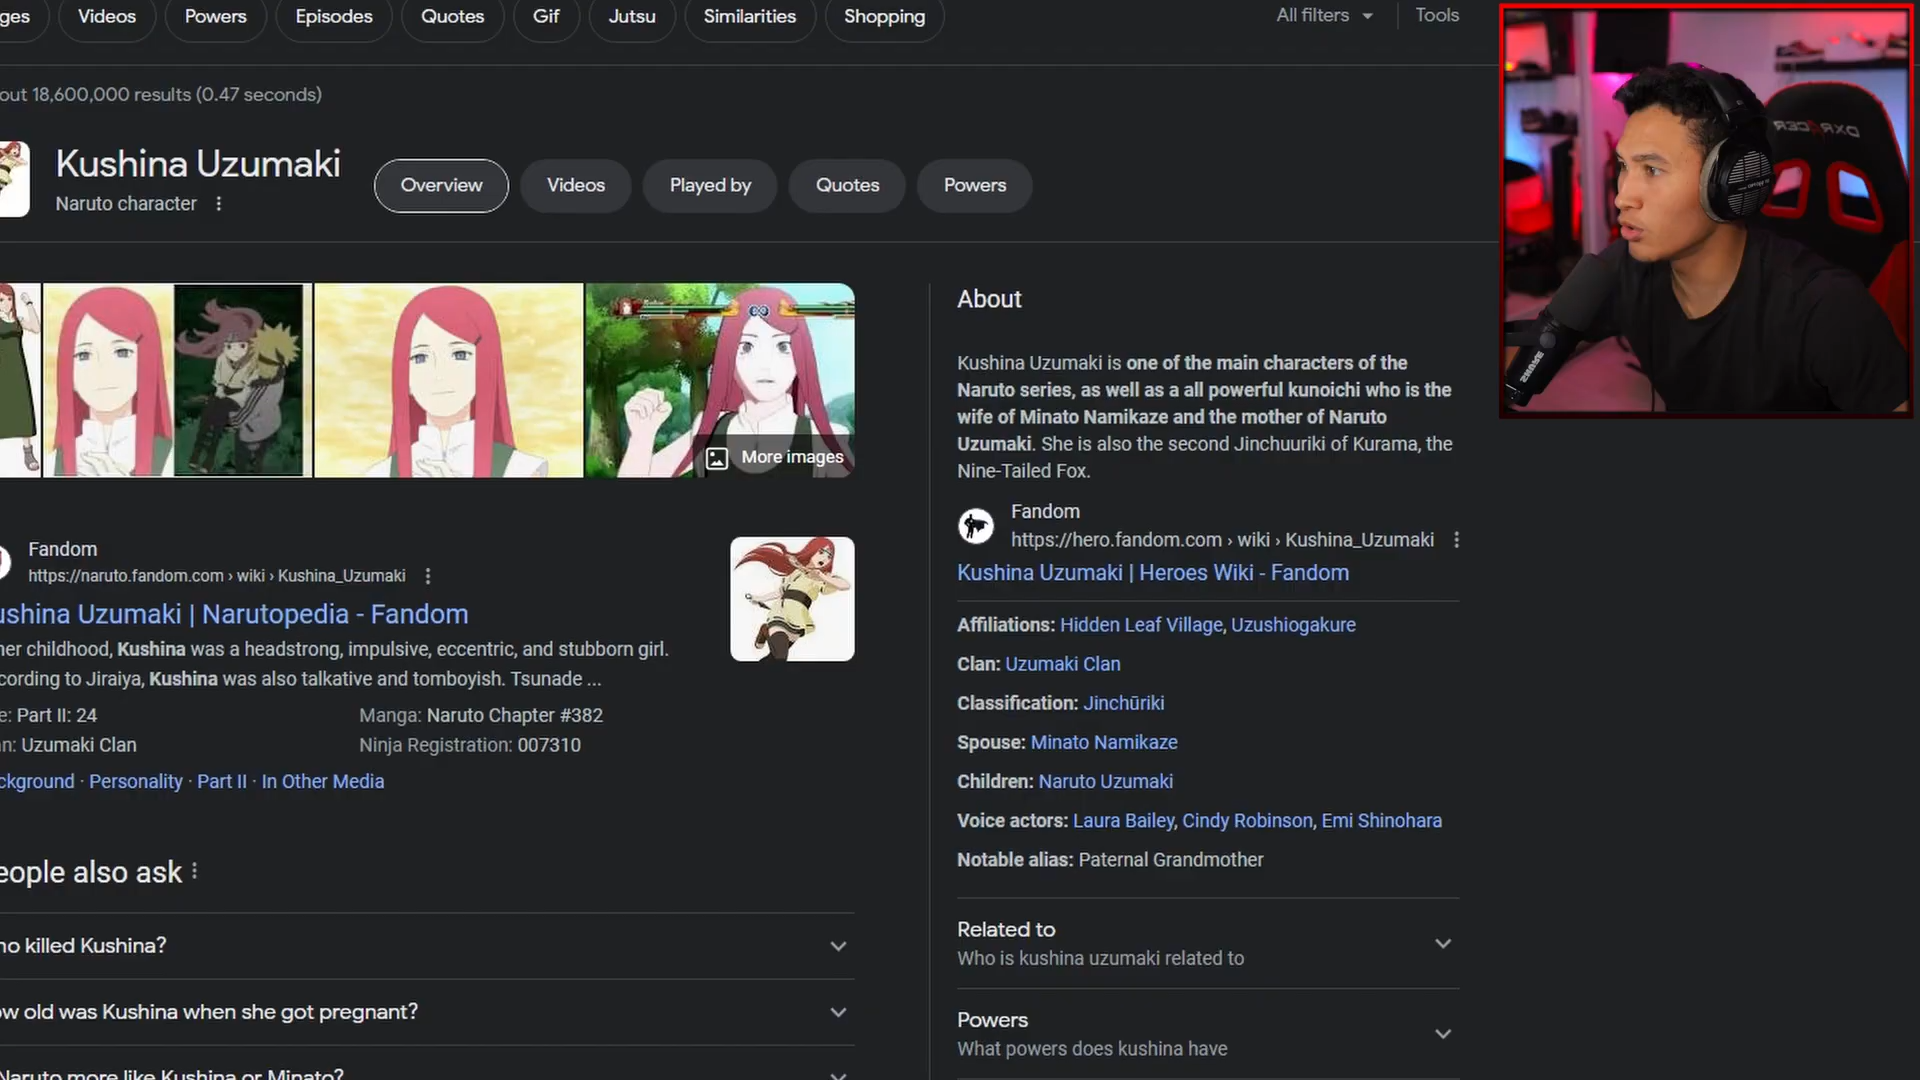 ges Videos Powers Episodes Quotes Gif Jutsu Similarities Shopping All filters Tools
out 18,600,000 results (0.47 seconds)
Kushina Uzumaki
Naruto character
Overview Videos Played by Quotes Powers
More images
Fandom
https://naruto.fandom.com › wiki › Kushina_Uzumaki
ushina Uzumaki | Narutopedia - Fandom
her childhood, Kushina was a headstrong, impulsive, eccentric, and stubborn girl.
cording to Jiraiya, Kushina was also talkative and tomboyish. Tsunade ...
e: Part II: 24 Manga: Naruto Chapter #382
n: Uzumaki Clan Ninja Registration: 007310
ckground · Personality · Part II · In Other Media
eople also ask
ho killed Kushina?
ow old was Kushina when she got pregnant?
Naruto more like Kushina or Minato?
About
Kushina Uzumaki is one of the main characters of the
Naruto series, as well as a all powerful kunoichi who is the
wife of Minato Namikaze and the mother of Naruto
Uzumaki. She is also the second Jinchuuriki of Kurama, the
Nine-Tailed Fox.
Fandom
https://hero.fandom.com › wiki › Kushina_Uzumaki
Kushina Uzumaki | Heroes Wiki - Fandom
Affiliations: Hidden Leaf Village, Uzushiogakure
Clan: Uzumaki Clan
Classification: Jinchūriki
Spouse: Minato Namikaze
Children: Naruto Uzumaki
Voice actors: Laura Bailey, Cindy Robinson, Emi Shinohara
Notable alias: Paternal Grandmother
Related to
Who is kushina uzumaki related to
Powers
What powers does kushina have
DXRACER